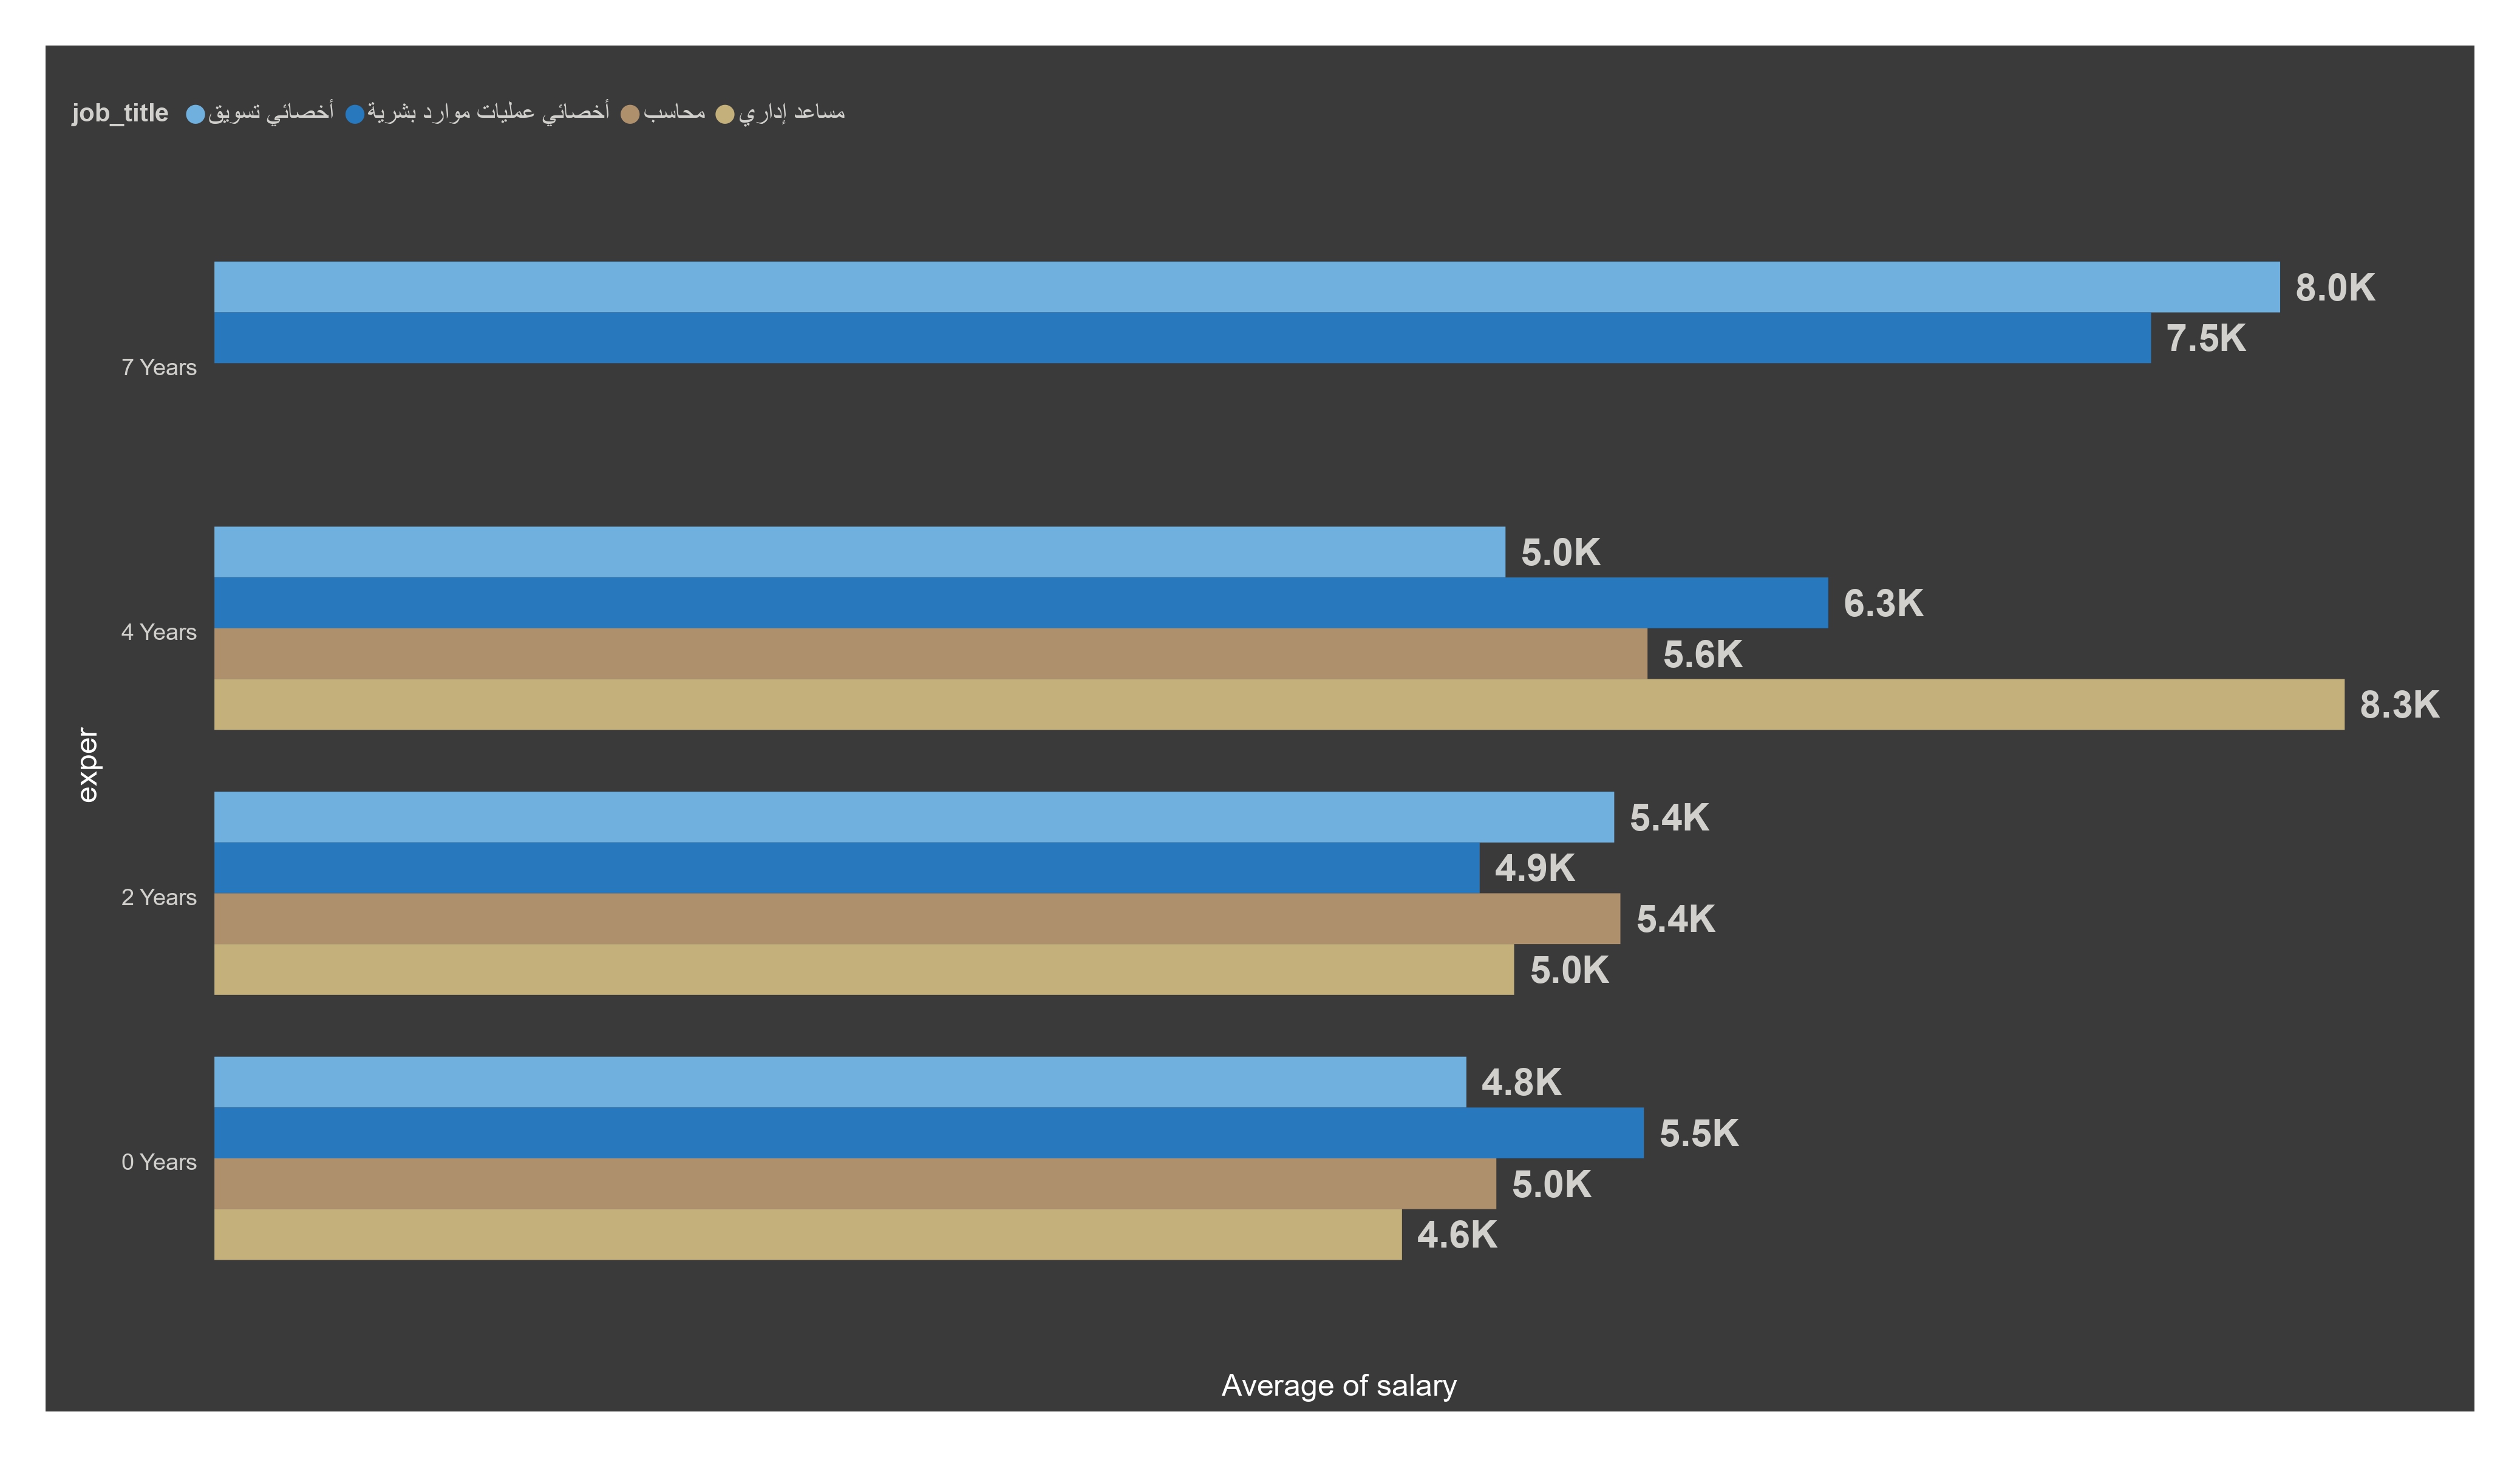 job_title أخصائي تسويق أخصائي عمليات موارد بشرية محاسب مساعد إداري
8.0K
7.5K
7 Years
5.0K
6.3K
4 Years
5.6K
8.3K
exper
5.4K
4.9K
2 Years
5.4K
5.0K
4.8K
5.5K
0 Years
5.0K
4.6K
Average of salary